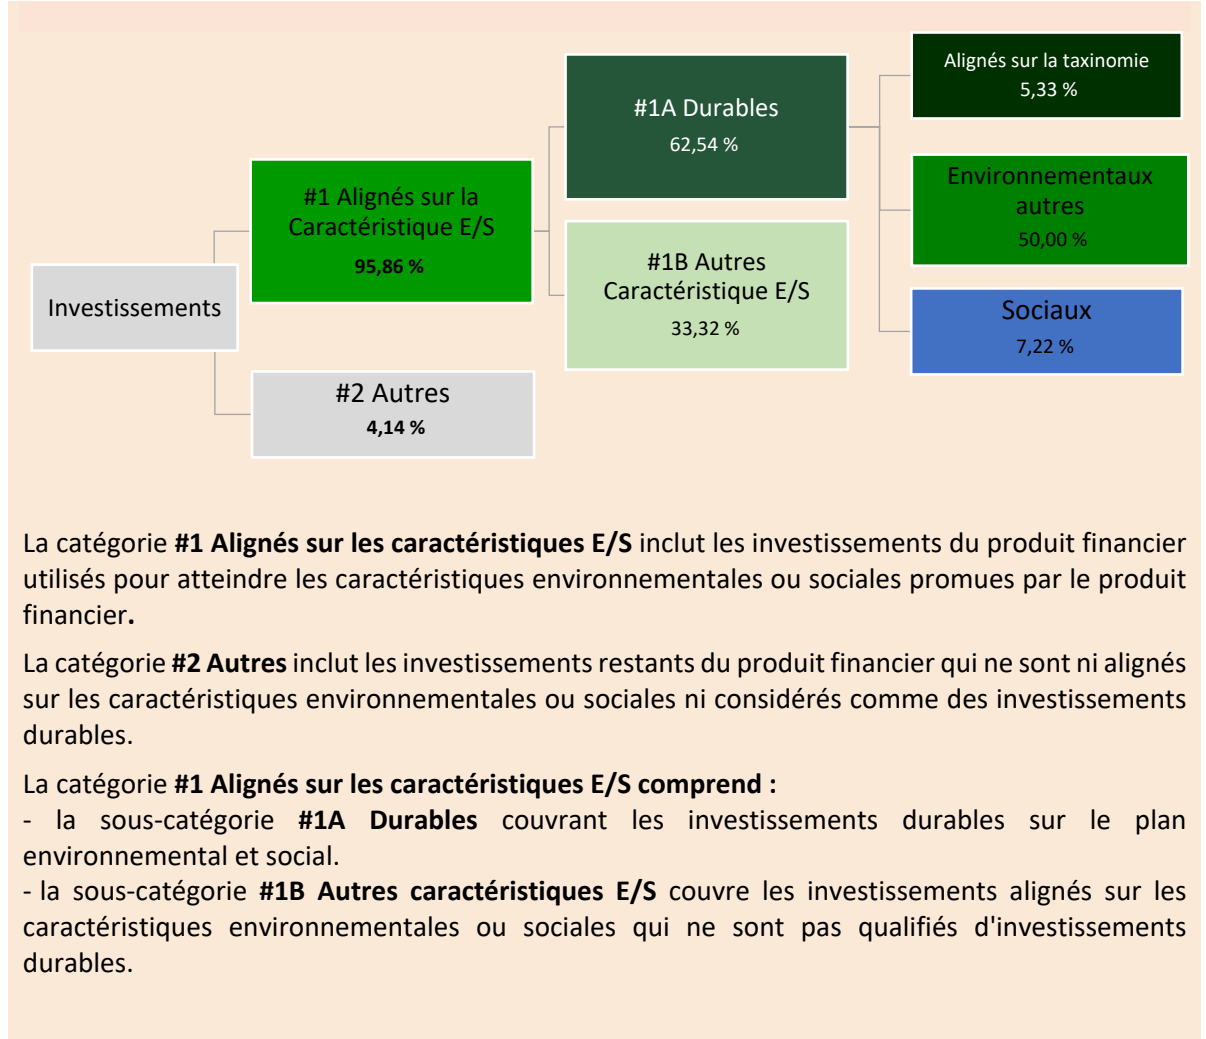 Alignés sur la taxinomie
5,33 %
#1A Durables
62,54 %
Environnementaux
autres
50,00 %
#1 Alignés sur la
Caractéristique E/S
95,86 %
#1B Autres
Caractéristique E/S
33,32 %
Investissements
Sociaux
7,22 %
#2 Autres
4,14 %
La catégorie #1 Alignés sur les caractéristiques E/S inclut les investissements du produit financier
utilisés pour atteindre les caractéristiques environnementales ou sociales promues par le produit
financier.
La catégorie #2 Autres inclut les investissements restants du produit financier qui ne sont ni alignés
sur les caractéristiques environnementales ou sociales ni considérés comme des investissements
durables.
La catégorie #1 Alignés sur les caractéristiques E/S comprend :
- la sous-catégorie #1A Durables couvrant les investissements durables sur le plan
environnemental et social.
- la sous-catégorie #1B Autres caractéristiques E/S couvre les investissements alignés sur les
caractéristiques environnementales ou sociales qui ne sont pas qualifiés d'investissements
durables.